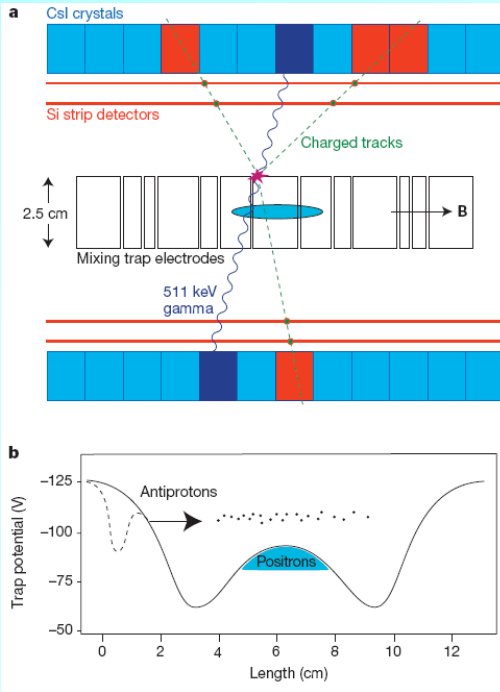 a
CsI crystals
Si strip detectors
Charged tracks
2.5 cm
B
Mixing trap electrodes
511 keV
gamma
b
Trap potential (V)
–125
–100
–75
–50
Antiprotons
Positrons
0 2 4 6 8 10 12
Length (cm)